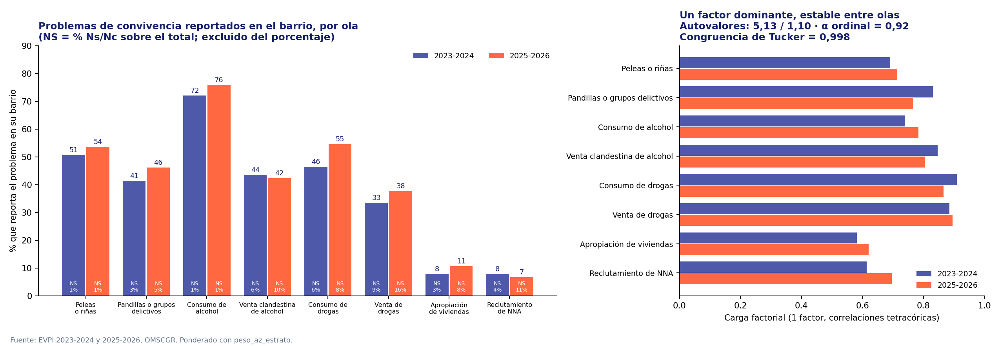 Problemas de convivencia reportados en el barrio, por ola
(NS = % Ns/Nc sobre el total; excluido del porcentaje)
% que reporta el problema en su barrio
90
80
70
60
50
40
30
20
10
0
2023-2024
2025-2026
51
54
41
46
72
76
44
42
46
55
33
38
8
11
8
7
NS
1%
NS
1%
NS
3%
NS
5%
NS
1%
NS
1%
NS
6%
NS
10%
NS
6%
NS
8%
NS
9%
NS
16%
NS
3%
NS
8%
NS
4%
NS
11%
Peleas
o riñas
Pandillas o grupos
delictivos
Consumo de
alcohol
Venta clandestina
de alcohol
Consumo de
drogas
Venta de
drogas
Apropiación
de viviendas
Reclutamiento
de NNA
Un factor dominante, estable entre olas
Autovalores: 5,13 / 1,10 · α ordinal = 0,92
Congruencia de Tucker = 0,998
Peleas o riñas
Pandillas o grupos delictivos
Consumo de alcohol
Venta clandestina de alcohol
Consumo de drogas
Venta de drogas
Apropiación de viviendas
Reclutamiento de NNA
2023-2024
2025-2026
0.0
0.2
0.4
0.6
0.8
1.0
Carga factorial (1 factor, correlaciones tetracóricas)
Fuente: EVPI 2023-2024 y 2025-2026, OMSCGR. Ponderado con peso_az_estrato.